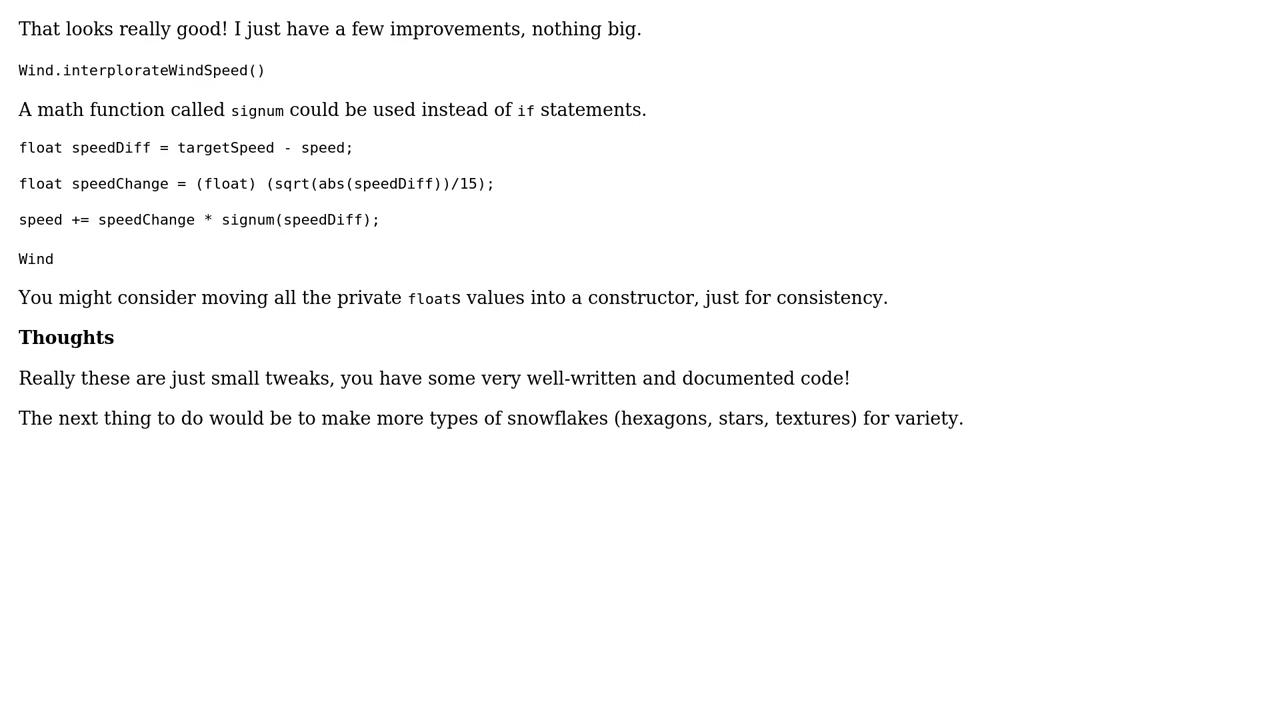 That looks really good! I just have a few improvements, nothing big.
Wind.interplorateWindSpeed()
A math function called signum could be used instead of if statements.
float speedDiff = targetSpeed - speed;
float speedChange = (float) (sqrt(abs(speedDiff))/15);
speed += speedChange * signum(speedDiff);
Wind
You might consider moving all the private floats values into a constructor, just for consistency.
Thoughts
Really these are just small tweaks, you have some very well-written and documented code!
The next thing to do would be to make more types of snowflakes (hexagons, stars, textures) for variety.